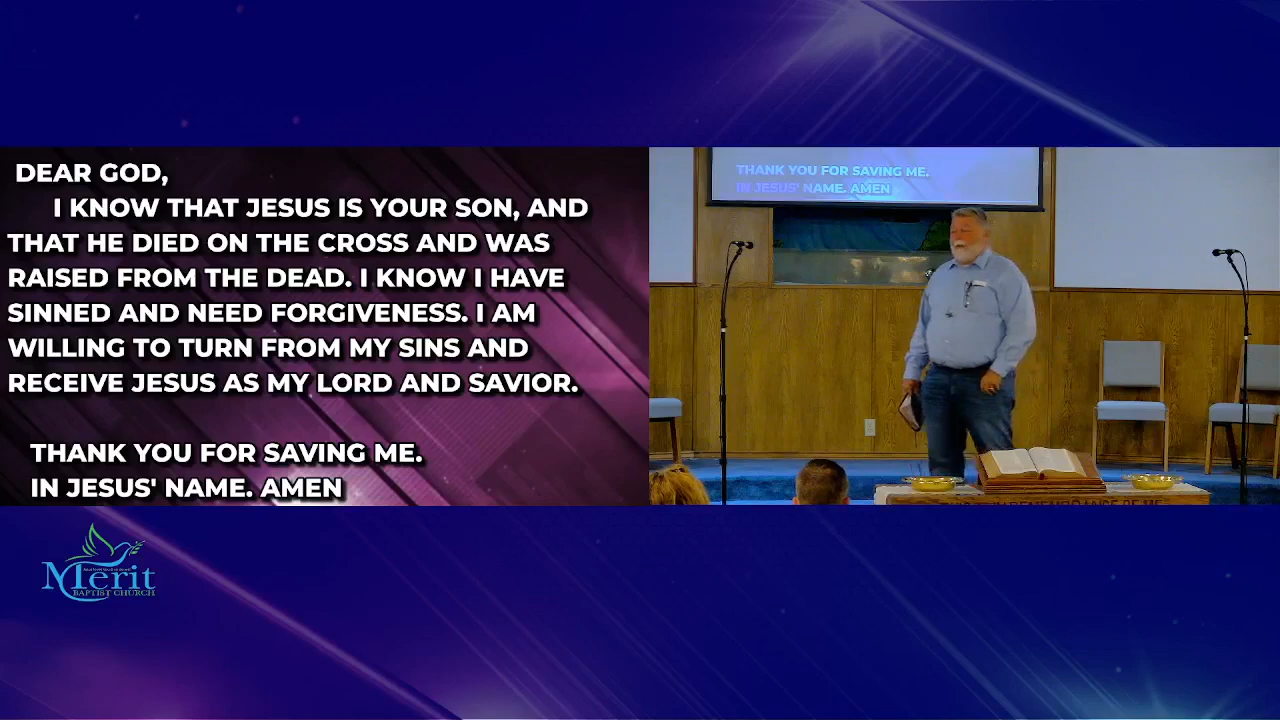 DEAR GOD,
I KNOW THAT JESUS IS YOUR SON, AND
THAT HE DIED ON THE CROSS AND WAS
RAISED FROM THE DEAD. I KNOW I HAVE
SINNED AND NEED FORGIVENESS. I AM
WILLING TO TURN FROM MY SINS AND
RECEIVE JESUS AS MY LORD AND SAVIOR.
THANK YOU FOR SAVING ME.
IN JESUS' NAME. AMEN
THANK YOU FOR SAVING ME.
IN JESUS' NAME. AMEN
OF ME
Merit
BAPTIST CHURCH